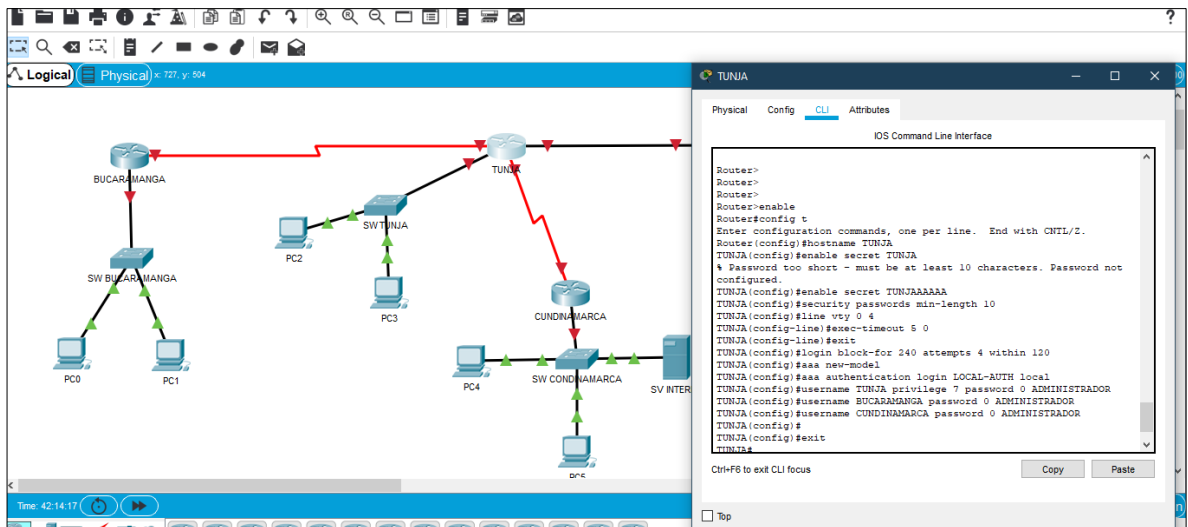 ?
Logical
Physical
x: 727, y: 504
BUCARAMANGA
TUNJA
SW TUNJA
PC2
PC3
SW BUCARAMANGA
CUNDINAMARCA
PC0
PC1
PC4
SW CONDINAMARCA
SV INTER
PC5
Time: 42:14:17
TUNJA
Physical
Config
CLI
Attributes
IOS Command Line Interface
Router>
Router>
Router>
Router>enable
Router#config t
Enter configuration commands, one per line. End with CNTL/Z.
Router(config)#hostname TUNJA
TUNJA(config)#enable secret TUNJA
% Password too short - must be at least 10 characters. Password not
configured.
TUNJA(config)#enable secret TUNJAAAAAA
TUNJA(config)#security passwords min-length 10
TUNJA(config)#line vty 0 4
TUNJA(config-line)#exec-timeout 5 0
TUNJA(config-line)#exit
TUNJA(config)#login block-for 240 attempts 4 within 120
TUNJA(config)#aaa new-model
TUNJA(config)#aaa authentication login LOCAL-AUTH local
TUNJA(config)#username TUNJA privilege 7 password 0 ADMINISTRADOR
TUNJA(config)#username BUCARAMANGA password 0 ADMINISTRADOR
TUNJA(config)#username CUNDINAMARCA password 0 ADMINISTRADOR
TUNJA(config)#
TUNJA(config)#exit
TUNJA#
Ctrl+F6 to exit CLI focus
Copy
Paste
Top